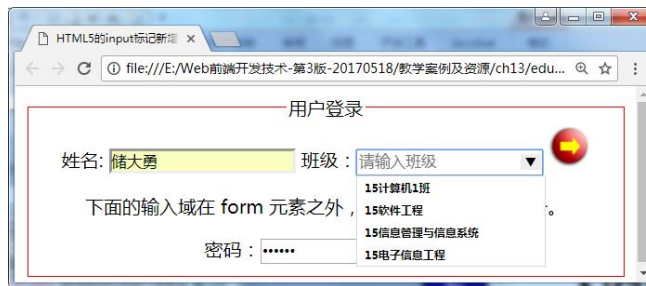 HTML5的input标记新增
file:///E:/Web前端开发技术-第3版-20170518/教学案例及资源/ch13/edu...
用户登录
姓名: 储大勇 班级：请输入班级
15计算机1班
下面的输入域在 form 元素之外，
。
15软件工程
15信息管理与信息系统
密码：••••••
15电子信息工程